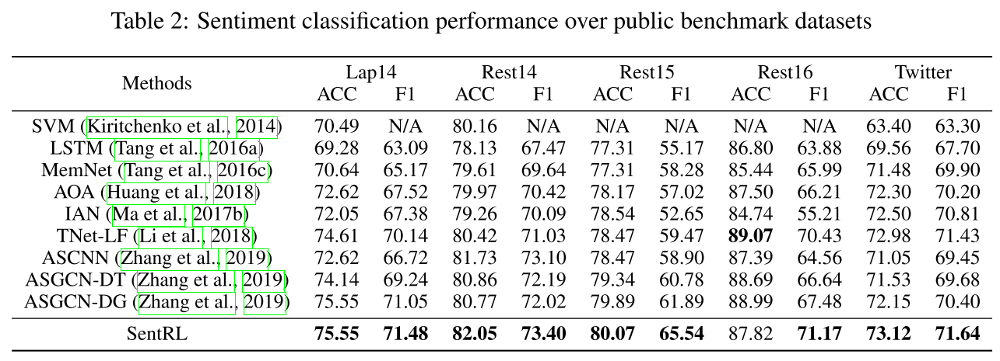 Table 2: Sentiment classification performance over public benchmark datasets
Methods Lap14 Rest14 Rest15 Rest16 Twitter
ACC F1 ACC F1 ACC F1 ACC F1 ACC F1
SVM (Kiritchenko et al., 2014) 70.49 N/A 80.16 N/A N/A N/A N/A N/A 63.40 63.30
LSTM (Tang et al., 2016a) 69.28 63.09 78.13 67.47 77.31 55.17 86.80 63.88 69.56 67.70
MemNet (Tang et al., 2016c) 70.64 65.17 79.61 69.64 77.31 58.28 85.44 65.99 71.48 69.90
AOA (Huang et al., 2018) 72.62 67.52 79.97 70.42 78.17 57.02 87.50 66.21 72.30 70.20
IAN (Ma et al., 2017b) 72.05 67.38 79.26 70.09 78.54 52.65 84.74 55.21 72.50 70.81
TNet-LF (Li et al., 2018) 74.61 70.14 80.42 71.03 78.47 59.47 89.07 70.43 72.98 71.43
ASCNN (Zhang et al., 2019) 72.62 66.72 81.73 73.10 78.47 58.90 87.39 64.56 71.05 69.45
ASGCN-DT (Zhang et al., 2019) 74.14 69.24 80.86 72.19 79.34 60.78 88.69 66.64 71.53 69.68
ASGCN-DG (Zhang et al., 2019) 75.55 71.05 80.77 72.02 79.89 61.89 88.99 67.48 72.15 70.40
SentRL 75.55 71.48 82.05 73.40 80.07 65.54 87.82 71.17 73.12 71.64